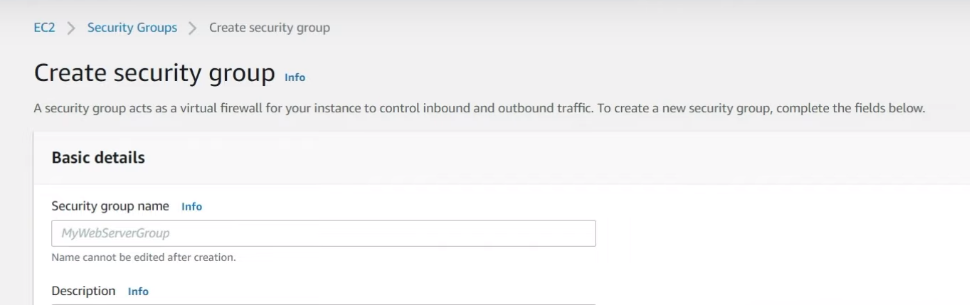 EC2 > Security Groups > Create security group
Create security group Info
A security group acts as a virtual firewall for your instance to control inbound and outbound traffic. To create a new security group, complete the fields below.
Basic details
Security group name Info
MyWebServerGroup
Name cannot be edited after creation.
Description Info